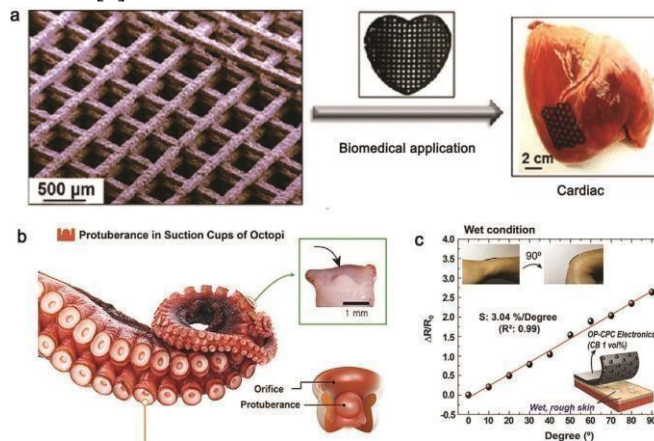 a
500 µm
Biomedical application
2 cm
Cardiac
b
Protuberance in Suction Cups of Octopi
1 mm
Orifice
Protuberance
c
Wet condition
90º
4.0
3.5
3.0
2.5
2.0
1.5
1.0
0.5
0.0
ΔR/R₀
S: 3.04 %/Degree
(R²: 0.99)
OP-CPC Electronics
(CB 1 vol%)
Wet, rough skin
0 10 20 30 40 50 60 70 80 90
Degree (º)